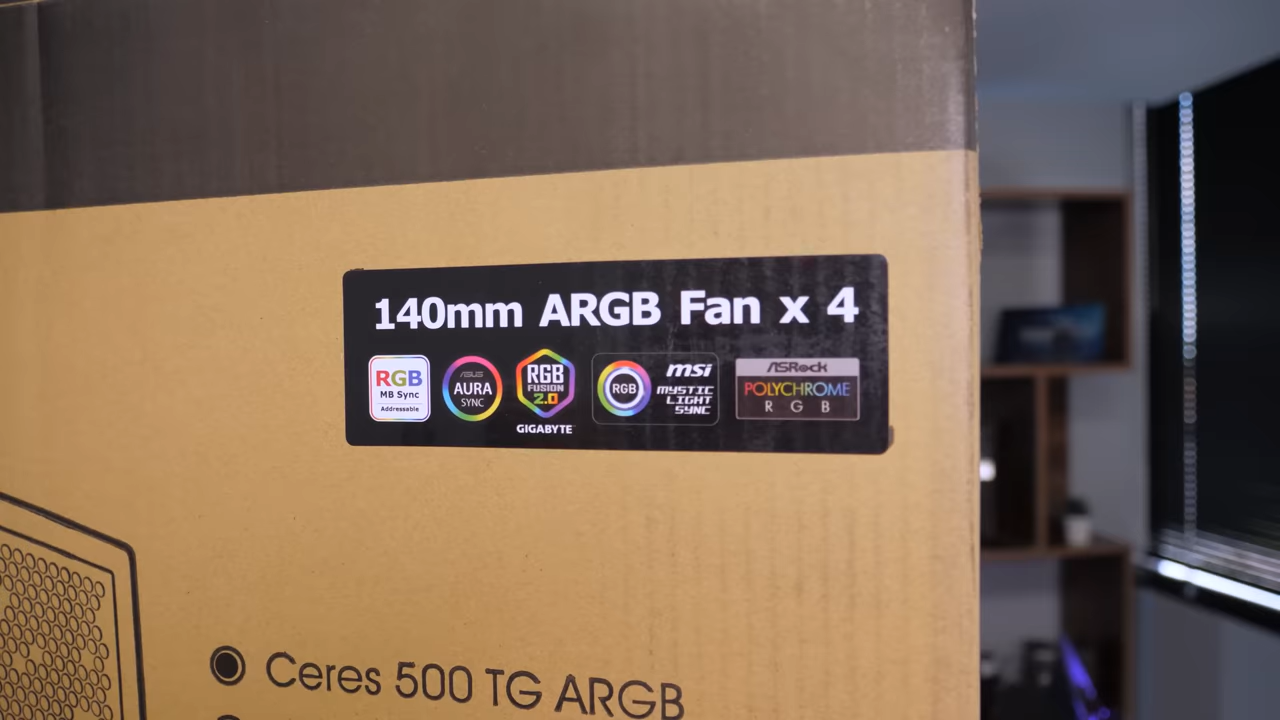 140mm ARGB Fan x 4
RGB
MB Sync
Addressable
ASUS
AURA
SYNC
RGB
FUSION
2.0
GIGABYTE
RGB
msi
MYSTIC
LIGHT
SYNC
ASRock
POLYCHROME
RGB
Ceres 500 TG ARGB